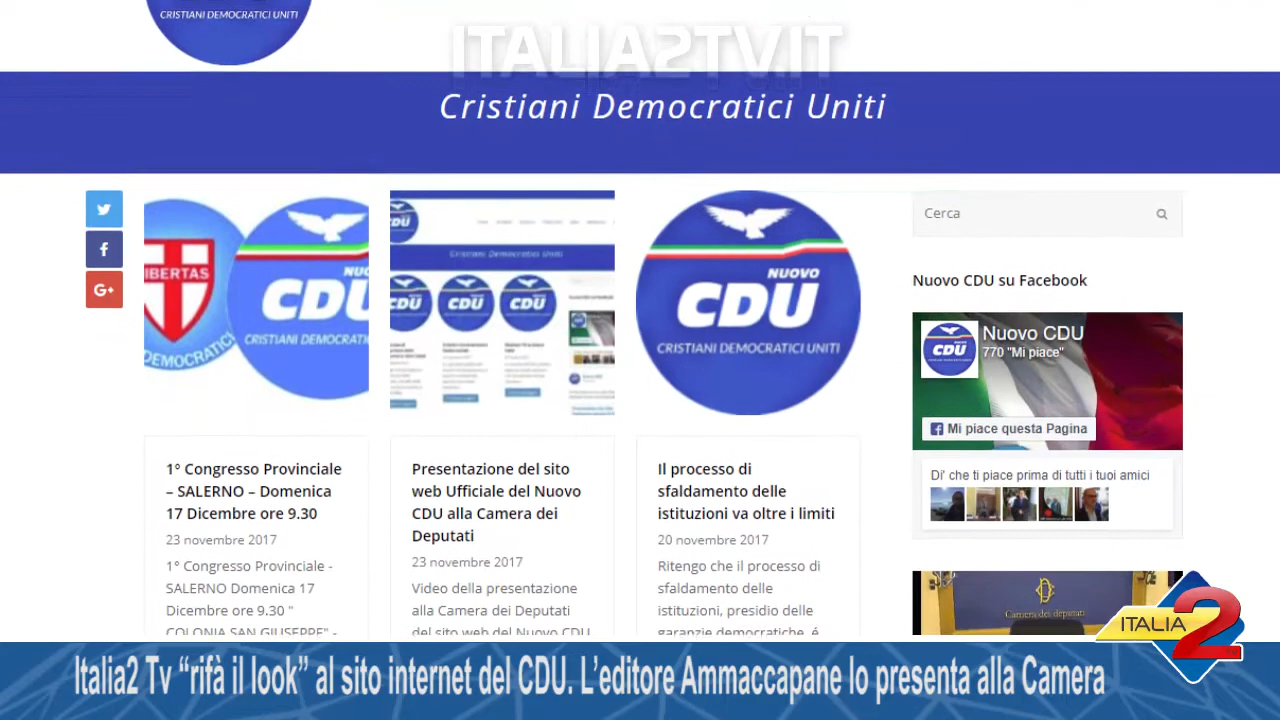 CRISTIANI DEMOCRATICI UNITI
ITALIA2TV.IT
Cristiani Democratici Uniti
LIBERTAS
NUO
CDU
DEMOCRATICI
CRISTIANI DEMOCRATICI
CDU
Cristiani Democratici Uniti
CDU
CDU
CDU
NUOVO
CDU
CRISTIANI DEMOCRATICI UNITI
Cerca
Nuovo CDU su Facebook
CDU
Nuovo CDU
770 "Mi piace"
Mi piace questa Pagina
Di' che ti piace prima di tutti i tuoi amici
1° Congresso Provinciale
– SALERNO – Domenica
17 Dicembre ore 9.30
23 novembre 2017
1° Congresso Provinciale -
SALERNO Domenica 17
Dicembre ore 9.30 "
COLONIA SAN GIUSEPPE" -
Presentazione del sito
web Ufficiale del Nuovo
CDU alla Camera dei
Deputati
23 novembre 2017
Video della presentazione
alla Camera dei Deputati
del sito web del Nuovo CDU
Il processo di
sfaldamento delle
istituzioni va oltre i limiti
20 novembre 2017
Ritengo che il processo di
sfaldamento delle
istituzioni, presidio delle
garanzie democratiche, é
Camera dei deputati
ITALIA 2
Italia2 Tv “rifà il look” al sito internet del CDU. L’editore Ammaccapane lo presenta alla Camera